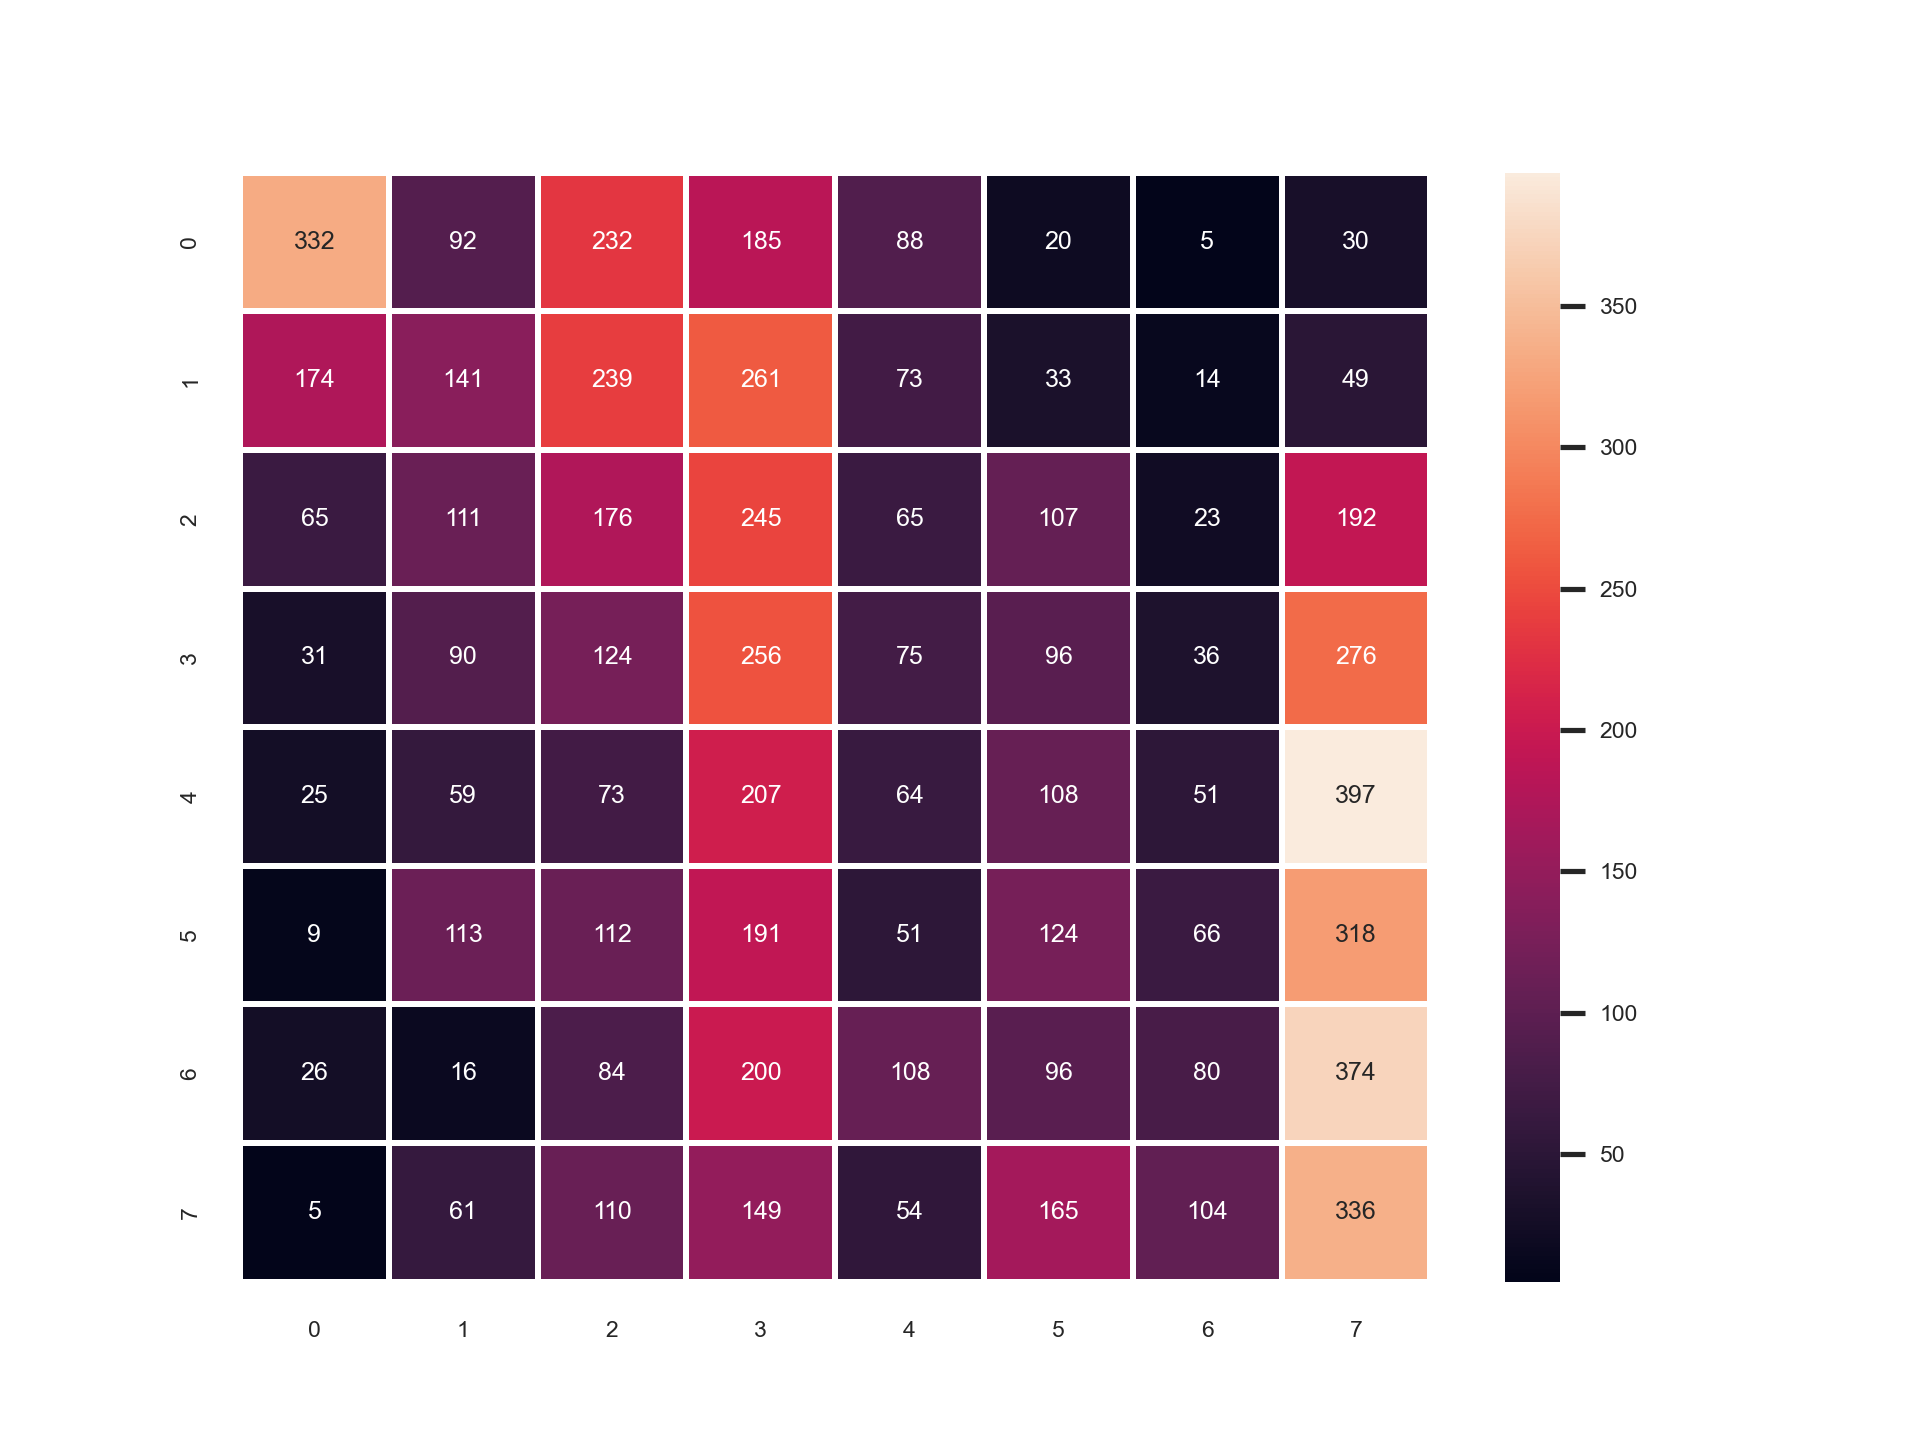 0 332 92 232 185 88 20 5 30
350
1 174 141 239 261 73 33 14 49
300
2 65 111 176 245 65 107 23 192
250
3 31 90 124 256 75 96 36 276
200
4 25 59 73 207 64 108 51 397
150
5 9 113 112 191 51 124 66 318
100
6 26 16 84 200 108 96 80 374
50
7 5 61 110 149 54 165 104 336
0 1 2 3 4 5 6 7